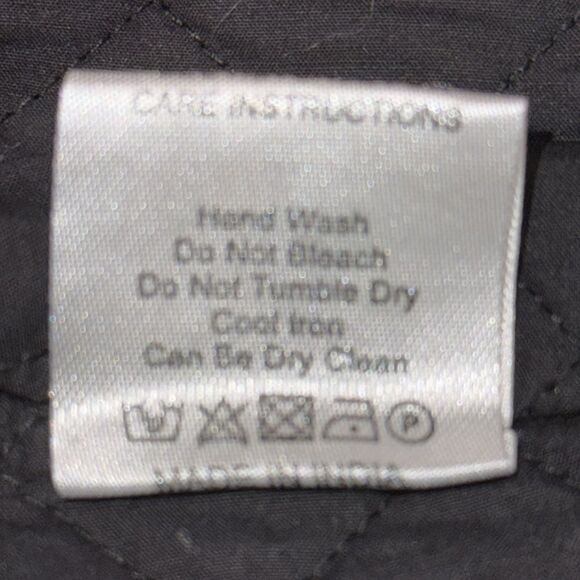 CARE INSTRUCTIONS
Hand Wash
Do Not Bleach
Do Not Tumble Dry
Cool Iron
Can Be Dry Clean
P
MADE IN INDIA